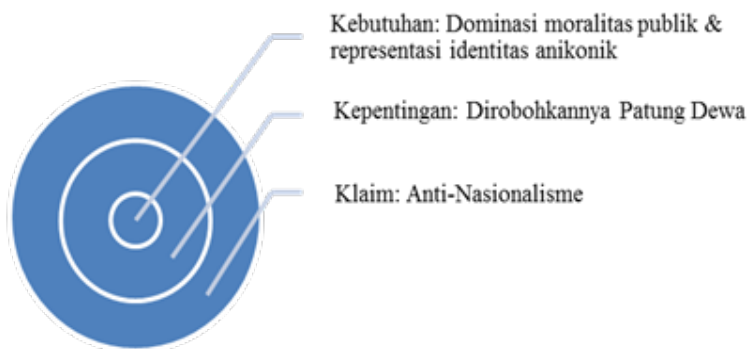 Kebutuhan: Dominasi moralitas publik &
representasi identitas anikonik
Kepentingan: Dirobohkannya Patung Dewa
Klaim: Anti-Nasionalisme